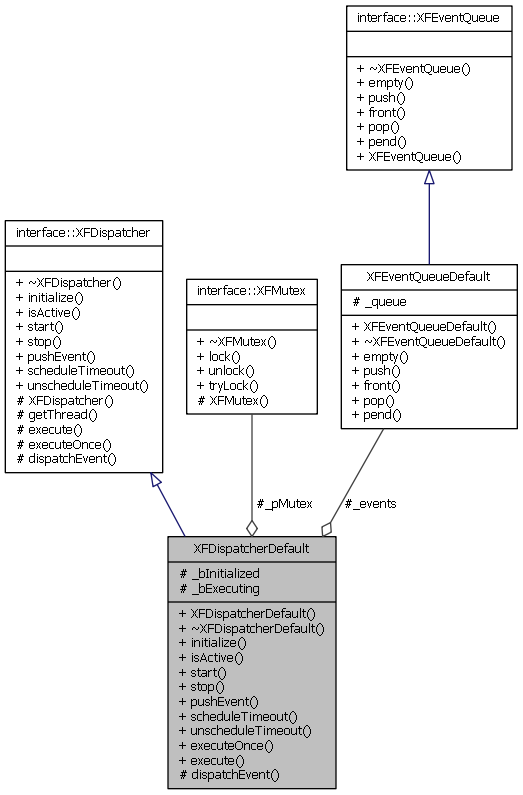 interface::XFEventQueue
+ ~XFEventQueue()
+ empty()
+ push()
+ front()
+ pop()
+ pend()
+ XFEventQueue()
interface::XFDispatcher
+ ~XFDispatcher()
+ initialize()
+ isActive()
+ start()
+ stop()
+ pushEvent()
+ scheduleTimeout()
+ unscheduleTimeout()
# XFDispatcher()
# getThread()
# execute()
# executeOnce()
# dispatchEvent()
interface::XFMutex
+ ~XFMutex()
+ lock()
+ unlock()
+ tryLock()
# XFMutex()
XFEventQueueDefault
# _queue
+ XFEventQueueDefault()
+ ~XFEventQueueDefault()
+ empty()
+ push()
+ front()
+ pop()
+ pend()
#_pMutex
#_events
XFDispatcherDefault
# _bInitialized
# _bExecuting
+ XFDispatcherDefault()
+ ~XFDispatcherDefault()
+ initialize()
+ isActive()
+ start()
+ stop()
+ pushEvent()
+ scheduleTimeout()
+ unscheduleTimeout()
+ executeOnce()
+ execute()
# dispatchEvent()